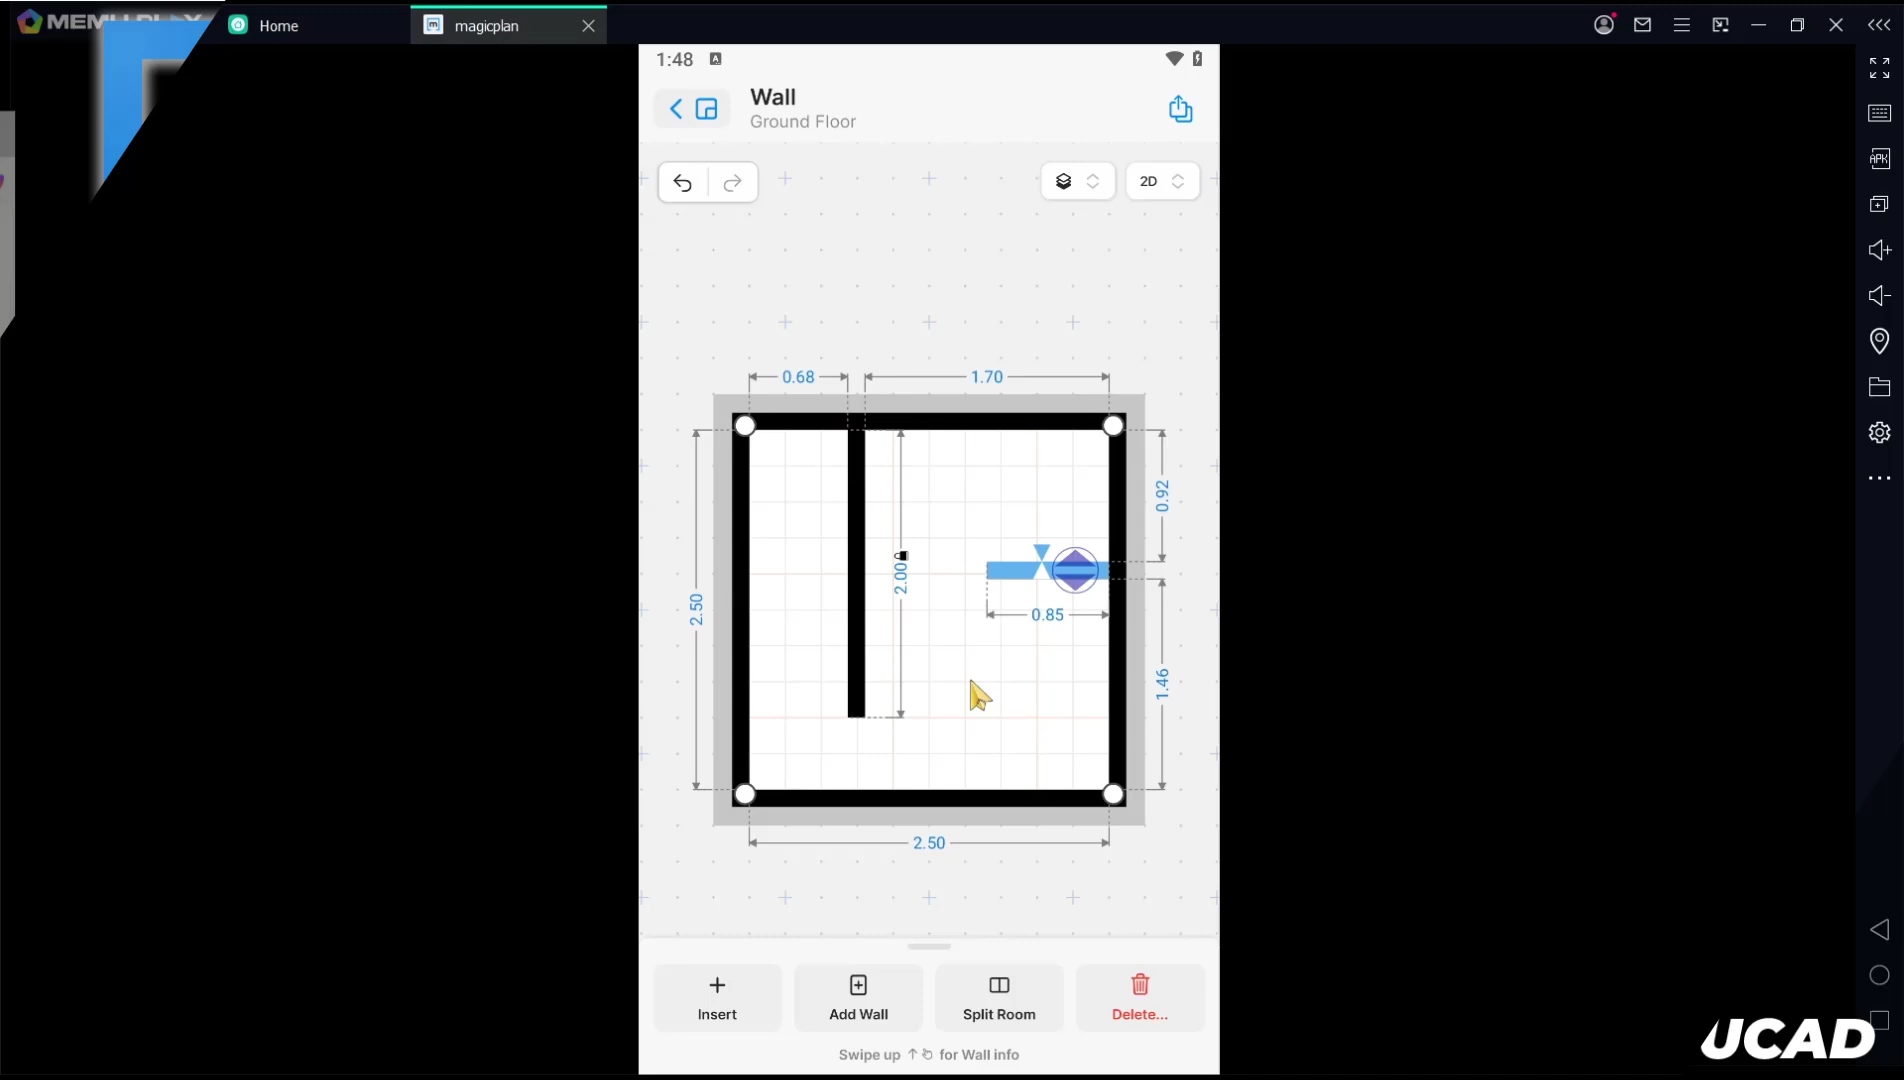 Home
magicplan
1:48
Wall
Ground Floor
2D
0.68
1.70
0.92
2.00
2.50
0.85
1.46
2.50
Insert
Add Wall
Split Room
Delete...
Swipe up for Wall info
APK
UCAD